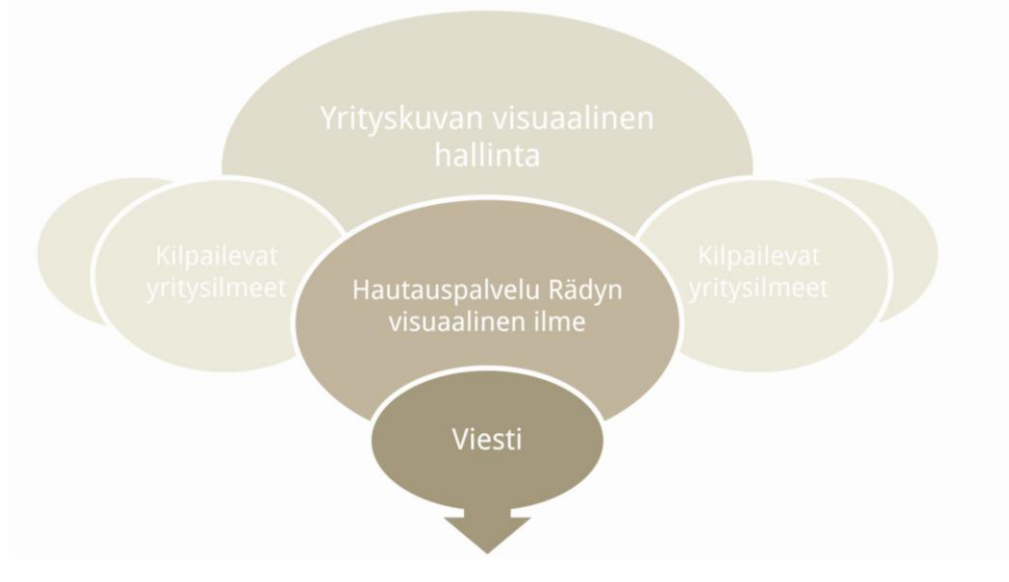 Yrityskuvan visuaalinen
hallinta
Kilpailevat
yritysilmeet
Hautauspalvelu Rädyn
visuaalinen ilme
Kilpailevat
yritysilmeet
Viesti